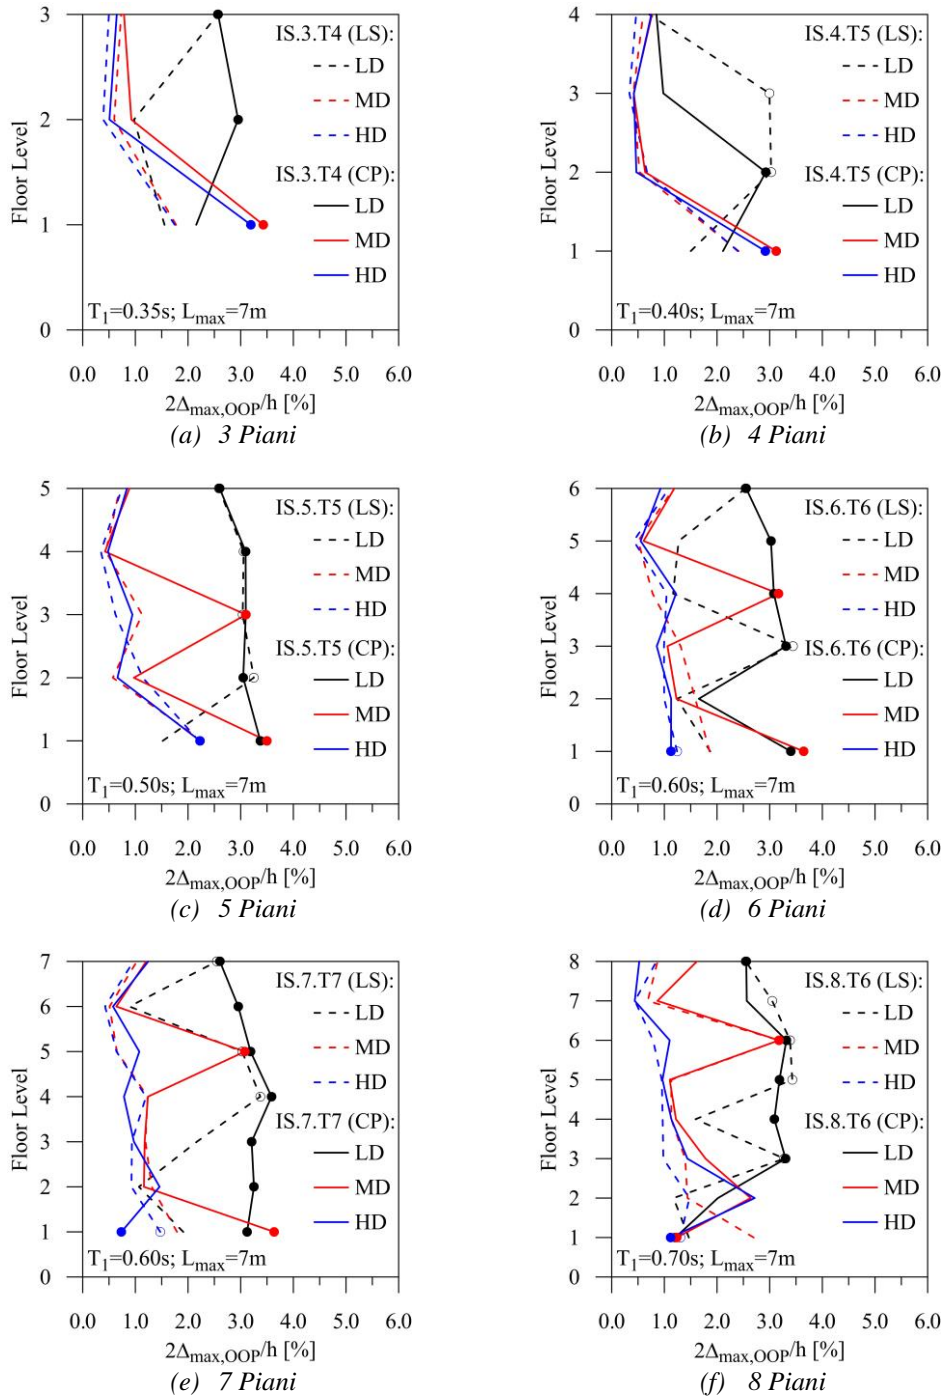 3
2
1
0
Floor Level
IS.3.T4 (LS):
LD
MD
HD
IS.3.T4 (CP):
LD
MD
HD
T1=0.35s; Lmax=7m
0.0 1.0 2.0 3.0 4.0 5.0 6.0
2Δmax,OOP/h [%]
(a) 3 Piani
4
3
2
1
0
Floor Level
IS.4.T5 (LS):
LD
MD
HD
IS.4.T5 (CP):
LD
MD
HD
T1=0.40s; Lmax=7m
0.0 1.0 2.0 3.0 4.0 5.0 6.0
2Δmax,OOP/h [%]
(b) 4 Piani
5
4
3
2
1
0
Floor Level
IS.5.T5 (LS):
LD
MD
HD
IS.5.T5 (CP):
LD
MD
HD
T1=0.50s; Lmax=7m
0.0 1.0 2.0 3.0 4.0 5.0 6.0
2Δmax,OOP/h [%]
(c) 5 Piani
6
5
4
3
2
1
0
Floor Level
IS.6.T6 (LS):
LD
MD
HD
IS.6.T6 (CP):
LD
MD
HD
T1=0.60s; Lmax=7m
0.0 1.0 2.0 3.0 4.0 5.0 6.0
2Δmax,OOP/h [%]
(d) 6 Piani
7
6
5
4
3
2
1
0
Floor Level
IS.7.T7 (LS):
LD
MD
HD
IS.7.T7 (CP):
LD
MD
HD
T1=0.60s; Lmax=7m
0.0 1.0 2.0 3.0 4.0 5.0 6.0
2Δmax,OOP/h [%]
(e) 7 Piani
8
7
6
5
4
3
2
1
0
Floor Level
IS.8.T6 (LS):
LD
MD
HD
IS.8.T6 (CP):
LD
MD
HD
T1=0.70s; Lmax=7m
0.0 1.0 2.0 3.0 4.0 5.0 6.0
2Δmax,OOP/h [%]
(f) 8 Piani